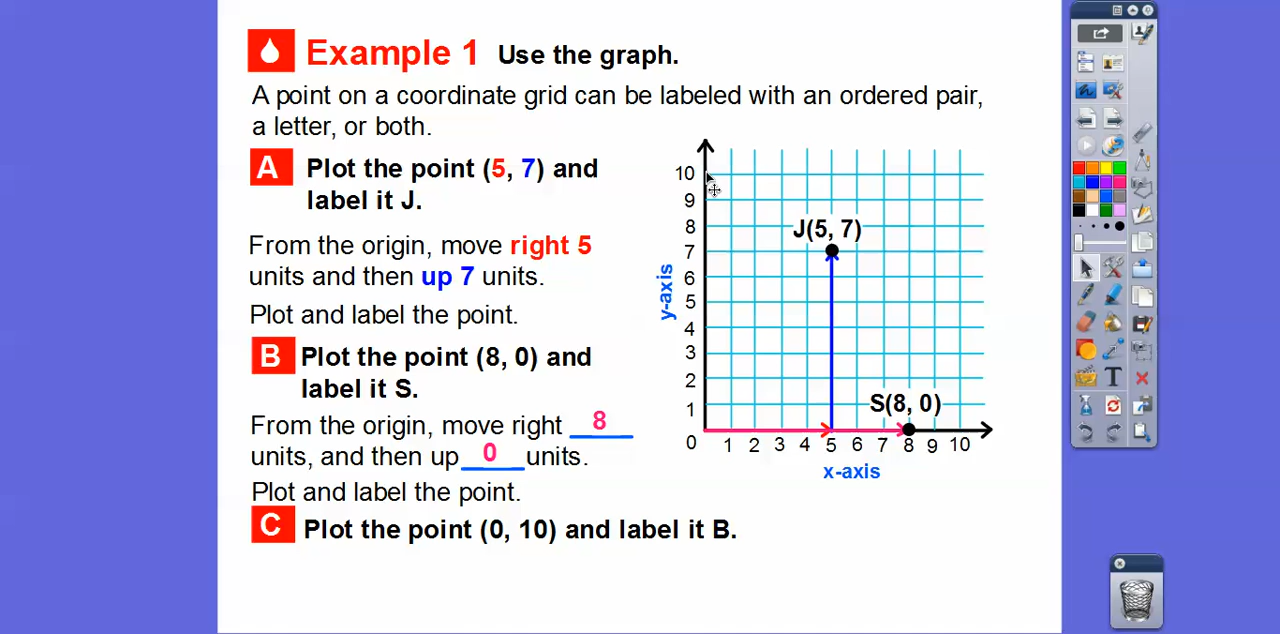 Example 1 Use the graph.
A point on a coordinate grid can be labeled with an ordered pair,
a letter, or both.
A Plot the point (5, 7) and
label it J.
From the origin, move right 5
units and then up 7 units.
Plot and label the point.
B Plot the point (8, 0) and
label it S.
From the origin, move right 8
units, and then up 0 units.
Plot and label the point.
C Plot the point (0, 10) and label it B.
10
9
8
7
6
5
4
3
2
1
0
y-axis
J(5, 7)
S(8, 0)
1 2 3 4 5 6 7 8 9 10
x-axis
T